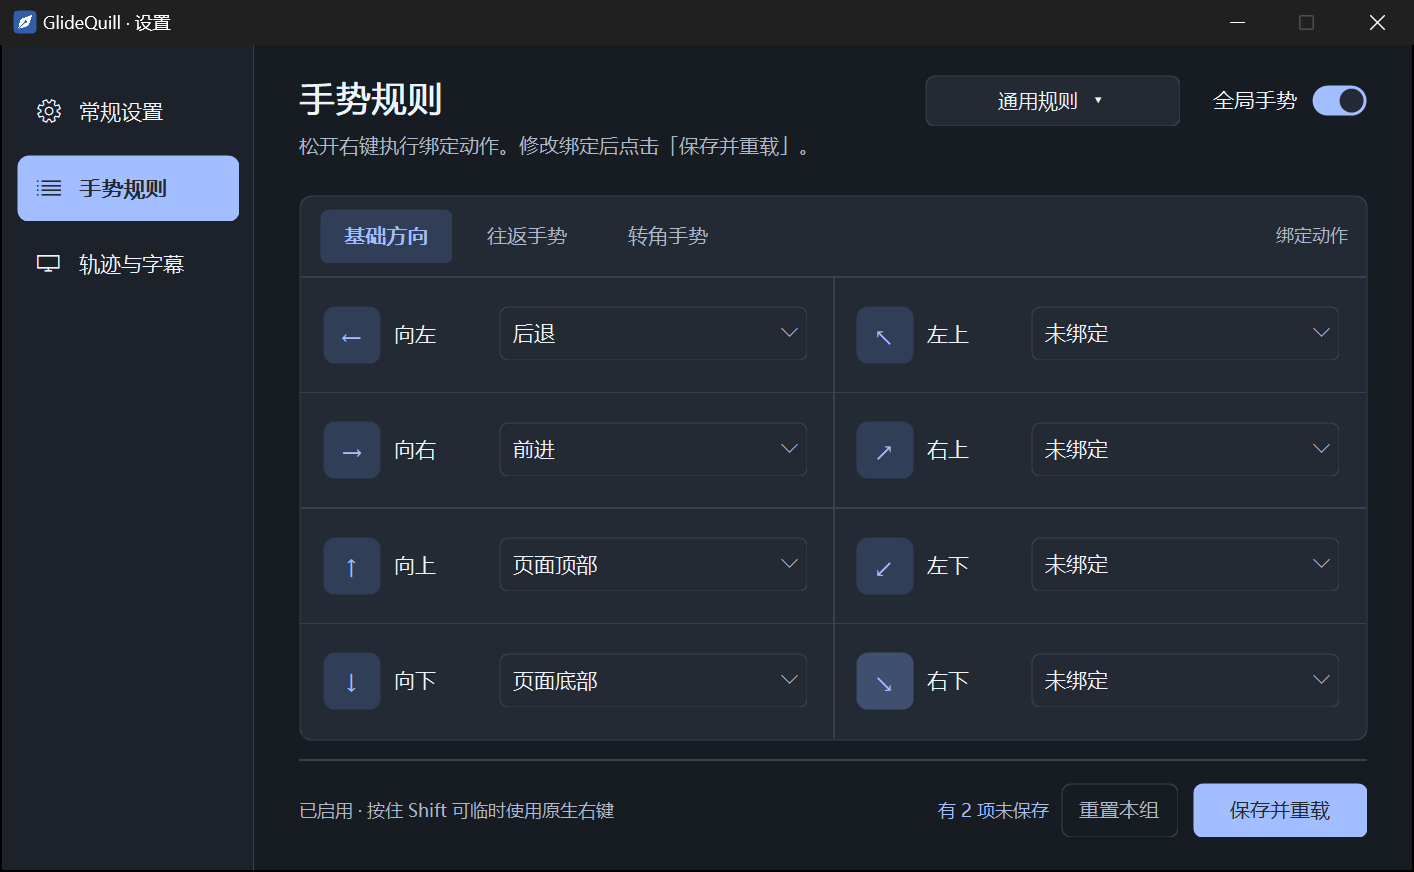 GlideQuill · 设置
常规设置
手势规则
轨迹与字幕
手势规则
通用规则 ▼
全局手势
松开右键执行绑定动作。修改绑定后点击「保存并重载」。
基础方向
往返手势
转角手势
绑定动作
← 向左 后退
↖ 左上 未绑定
→ 向右 前进
↗ 右上 未绑定
↑ 向上 页面顶部
↙ 左下 未绑定
↓ 向下 页面底部
↘ 右下 未绑定
已启用 · 按住 Shift 可临时使用原生右键
有 2 项未保存
重置本组
保存并重载